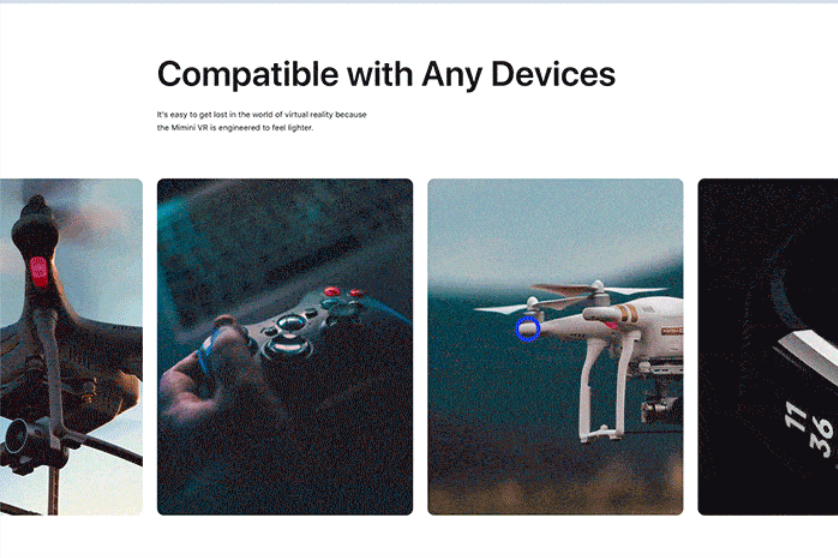 Compatible with Any Devices
It's easy to get lost in the world of virtual reality because
the Mimini VR is engineered to feel lighter.
11
36